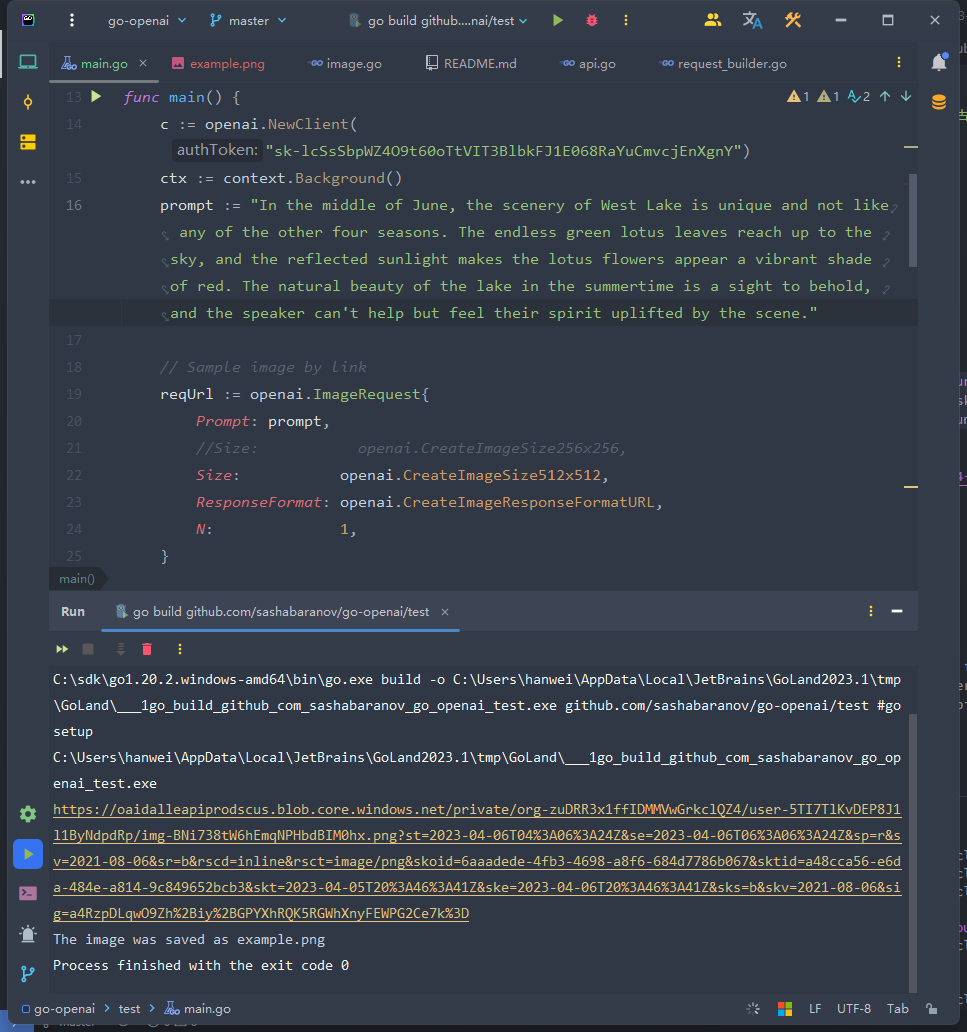 go-openai master go build github....nai/test
main.go example.png image.go README.md api.go request_builder.go
13 func main() { 1 1 2
14 c := openai.NewClient(
authToken: "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")
15 ctx := context.Background()
16 prompt := "In the middle of June, the scenery of West Lake is unique and not like
any of the other four seasons. The endless green lotus leaves reach up to the
sky, and the reflected sunlight makes the lotus flowers appear a vibrant shade
of red. The natural beauty of the lake in the summertime is a sight to behold,
and the speaker can't help but feel their spirit uplifted by the scene."
17
18 // Sample image by link
19 reqUrl := openai.ImageRequest{
20 Prompt: prompt,
21 //Size: openai.CreateImageSize256x256,
22 Size: openai.CreateImageSize512x512,
23 ResponseFormat: openai.CreateImageResponseFormatURL,
24 N: 1,
25 }
main()
Run go build github.com/sashabaranov/go-openai/test
C:\sdk\go1.20.2.windows-amd64\bin\go.exe build -o C:\Users\hanwei\AppData\Local\JetBrains\GoLand2023.1\tmp
\GoLand\___1go_build_github_com_sashabaranov_go_openai_test.exe github.com/sashabaranov/go-openai/test #go
setup
C:\Users\hanwei\AppData\Local\JetBrains\GoLand2023.1\tmp\GoLand\___1go_build_github_com_sashabaranov_go_op
enai_test.exe
https://oaidalleapiprodscus.blob.core.windows.net/private/org-zuDRR3x1ffIDMMVwGrkclQZ4/user-5TI7TlKvDEP8J1
l1ByNdpdRp/img-BNi738tW6hEmqNPHbdBIM0hx.png?st=2023-04-06T04%3A06%3A24Z&se=2023-04-06T06%3A06%3A24Z&sp=r&s
v=2021-08-06&sr=b&rscd=inline&rsct=image/png&skoid=6aaadede-4fb3-4698-a8f6-684d7786b067&sktid=a48cca56-e6d
a-484e-a814-9c849652bcb3&skt=2023-04-05T20%3A46%3A41Z&ske=2023-04-06T20%3A46%3A41Z&sks=b&skv=2021-08-06&si
g=a4RzpDLqwO9Zh%2Biy%2BGPYXhRQK5RGWhXnyFEWPG2Ce7k%3D
The image was saved as example.png
Process finished with the exit code 0
go-openai test main.go LF UTF-8 Tab